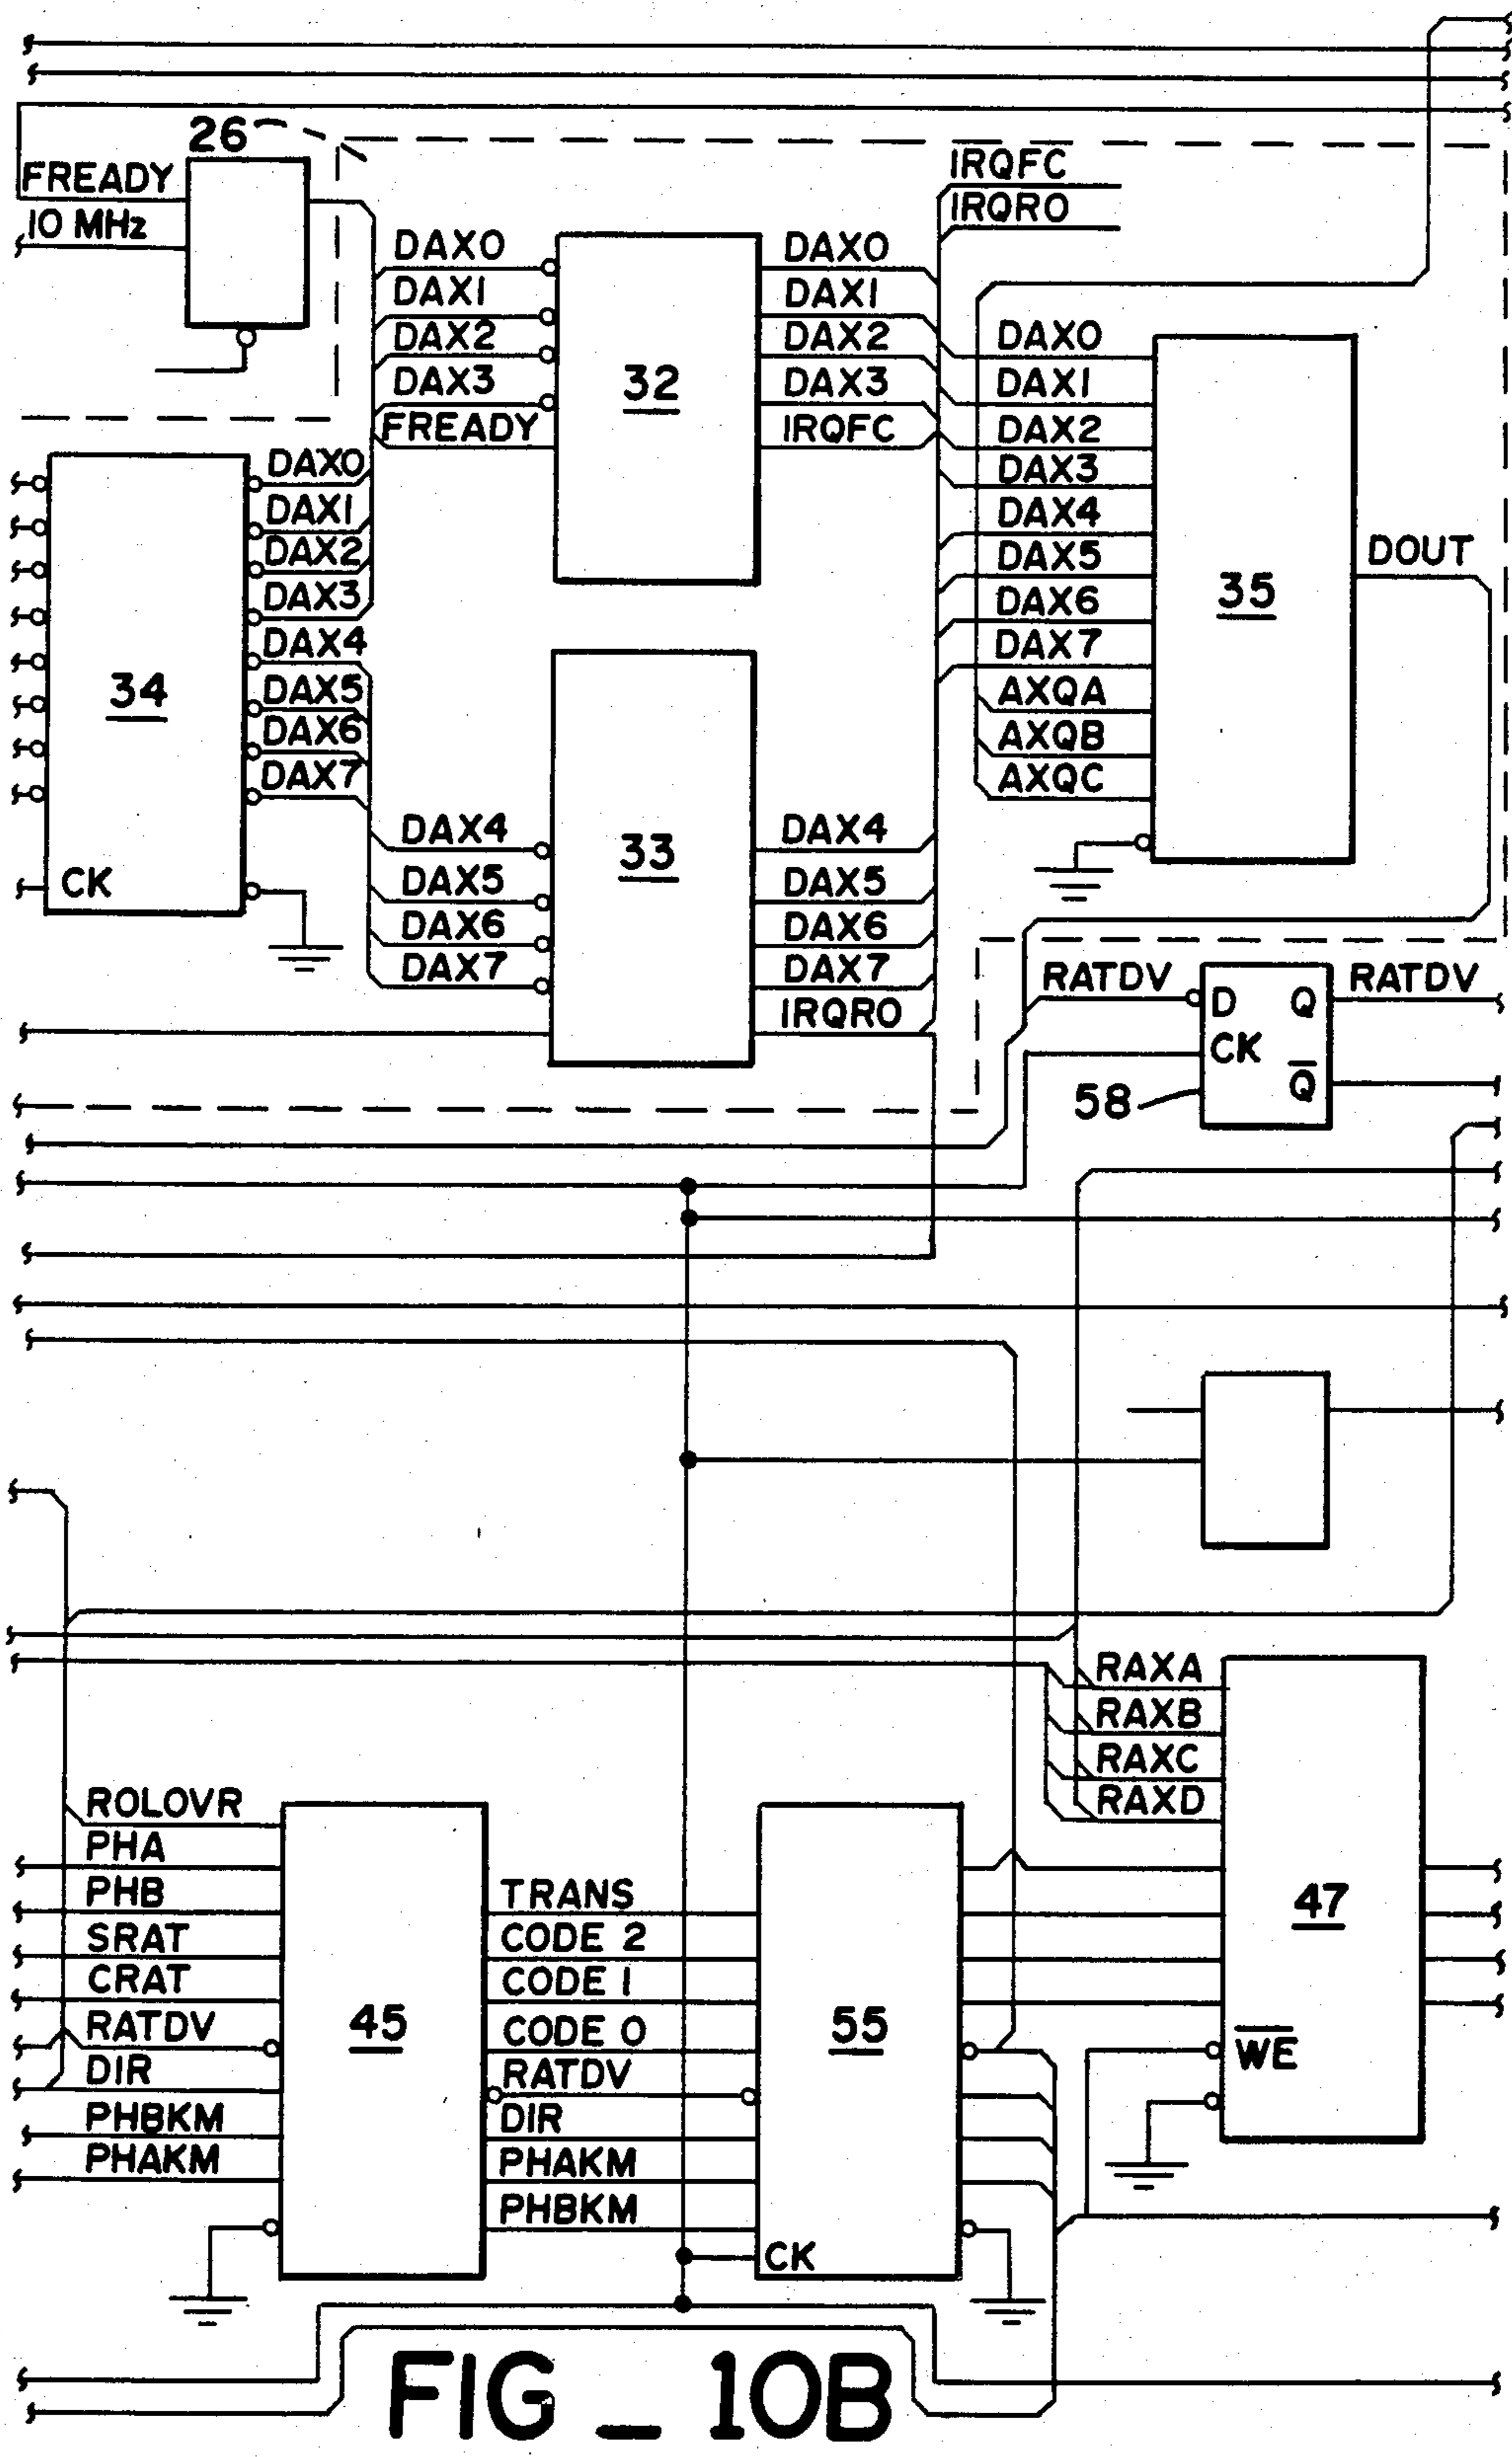 26
FREADY
10 MHz
IRQFC
IRQRO
DAX0
DAX1
DAX2
DAX3
FREADY
32
DAX0
DAX1
DAX2
DAX3
IRQFC
DAX0
DAX1
DAX2
DAX3
DAX4
DAX5
DAX6
DAX7
AXQA
AXQB
AXQC
35
DOUT
DAX0
DAX1
DAX2
DAX3
DAX4
DAX5
DAX6
DAX7
34
CK
DAX4
DAX5
DAX6
DAX7
33
DAX4
DAX5
DAX6
DAX7
IRQRO
RATDV
D Q
CK
Q̅
RATDV
58
RAXA
RAXB
RAXC
RAXD
47
W̅E̅
ROLOVR
PHA
PHB
SRAT
CRAT
RATDV
DIR
PHBKM
PHAKM
45
TRANS
CODE 2
CODE 1
CODE 0
RATDV
DIR
PHAKM
PHBKM
55
CK
FIG_10B